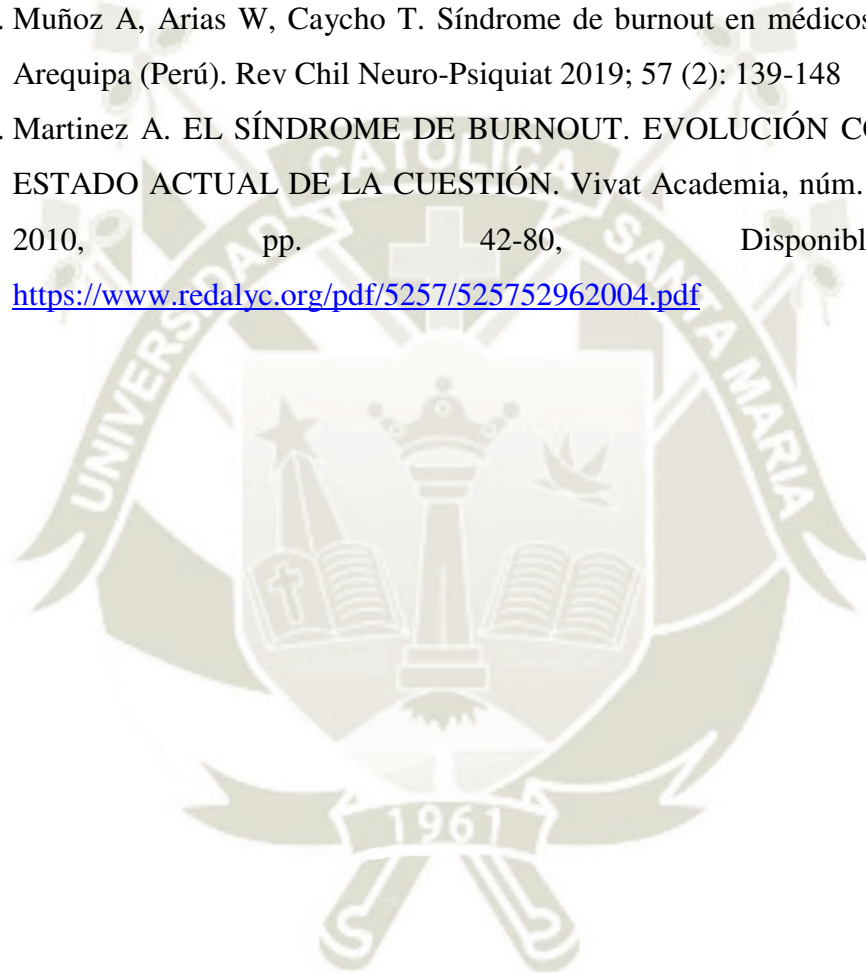 . Muñoz A, Arias W, Caycho T. Síndrome de burnout en médicos
Arequipa (Perú). Rev Chil Neuro-Psiquiat 2019; 57 (2): 139-148
. Martinez A. EL SÍNDROME DE BURNOUT. EVOLUCIÓN CO
ESTADO ACTUAL DE LA CUESTIÓN. Vivat Academia, núm.
2010, pp. 42-80, Disponibl
https://www.redalyc.org/pdf/5257/525752962004.pdf
UNIVERSIDAD CATOLICA SANTA MARIA
1961